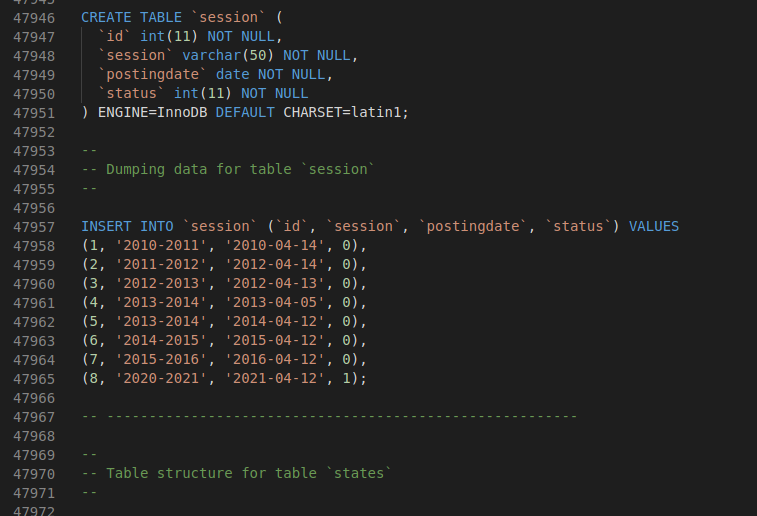 47946 CREATE TABLE `session` (
47947 `id` int(11) NOT NULL,
47948 `session` varchar(50) NOT NULL,
47949 `postingdate` date NOT NULL,
47950 `status` int(11) NOT NULL
47951 ) ENGINE=InnoDB DEFAULT CHARSET=latin1;
47952
47953 --
47954 -- Dumping data for table `session`
47955 --
47956
47957 INSERT INTO `session` (`id`, `session`, `postingdate`, `status`) VALUES
47958 (1, '2010-2011', '2010-04-14', 0),
47959 (2, '2011-2012', '2012-04-14', 0),
47960 (3, '2012-2013', '2012-04-13', 0),
47961 (4, '2013-2014', '2013-04-05', 0),
47962 (5, '2013-2014', '2014-04-12', 0),
47963 (6, '2014-2015', '2015-04-12', 0),
47964 (7, '2015-2016', '2016-04-12', 0),
47965 (8, '2020-2021', '2021-04-12', 1);
47966
47967 -- --------------------------------------------------------
47968
47969 --
47970 -- Table structure for table `states`
47971 --
47972